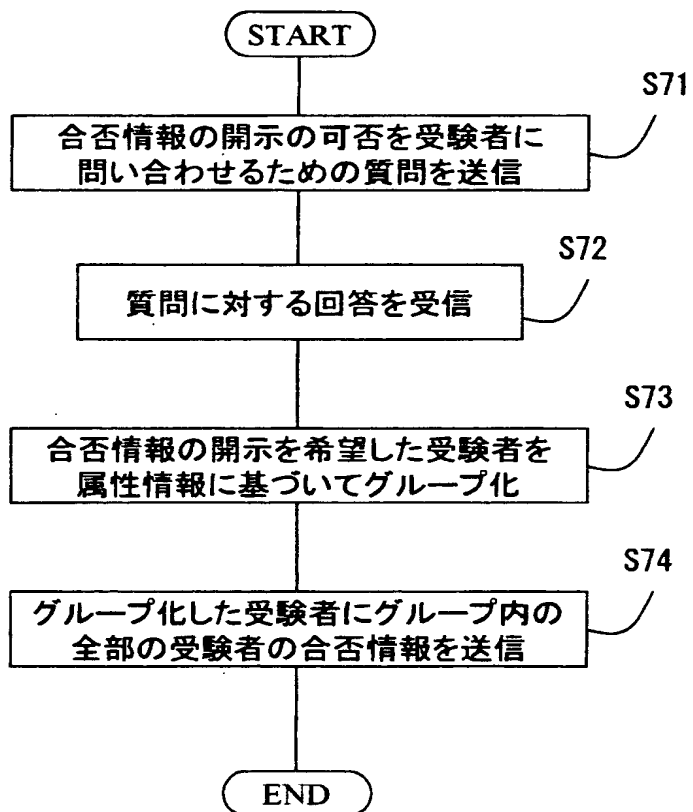 START
S71
合否情報の開示の可否を受験者に
問い合わせるための質問を送信
S72
質問に対する回答を受信
S73
合否情報の開示を希望した受験者を
属性情報に基づいてグループ化
S74
グループ化した受験者にグループ内の
全部の受験者の合否情報を送信
END